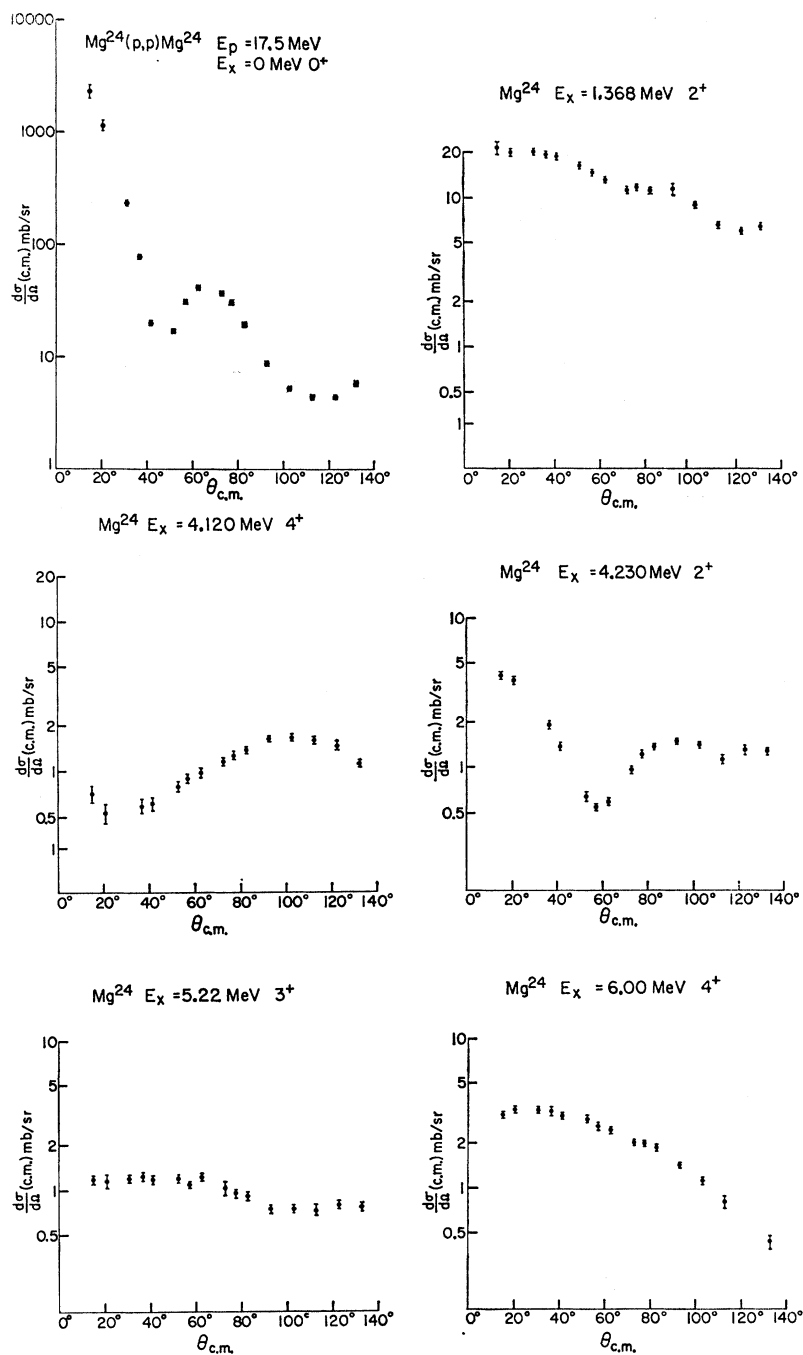 Mg24(p,p)Mg24 Ep = 17.5 MeV
Ex = 0 MeV 0+
10000
1000
100
10
1
dσ/dΩ (c.m.) mb/sr
0° 20° 40° 60° 80° 100° 120° 140°
θc.m.
Mg24 Ex = 1.368 MeV 2+
20
10
5
2
1
0.5
1
dσ/dΩ (c.m.) mb/sr
0° 20° 40° 60° 80° 100° 120° 140°
θc.m.
Mg24 Ex = 4.120 MeV 4+
20
10
5
2
1
0.5
1
dσ/dΩ (c.m.) mb/sr
0° 20° 40° 60° 80° 100° 120° 140°
θc.m.
Mg24 Ex = 4.230 MeV 2+
10
5
2
1
0.5
dσ/dΩ (c.m.) mb/sr
0° 20° 40° 60° 80° 100° 120° 140°
θc.m.
Mg24 Ex = 5.22 MeV 3+
10
5
2
1
0.5
dσ/dΩ (c.m.) mb/sr
0° 20° 40° 60° 80° 100° 120° 140°
θc.m.
Mg24 Ex = 6.00 MeV 4+
10
5
2
1
0.5
dσ/dΩ (c.m.) mb/sr
0° 20° 40° 60° 80° 100° 120° 140°
θc.m.